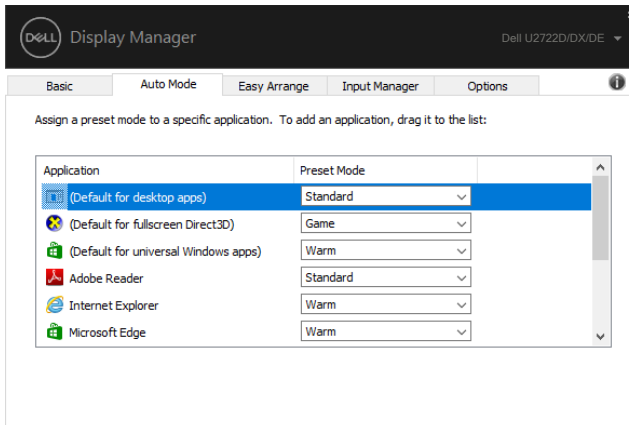 DELL Display Manager
Dell U2722D/DX/DE
Basic Auto Mode Easy Arrange Input Manager Options
Assign a preset mode to a specific application. To add an application, drag it to the list:
Application Preset Mode
(Default for desktop apps) Standard
(Default for fullscreen Direct3D) Game
(Default for universal Windows apps) Warm
Adobe Reader Standard
Internet Explorer Warm
Microsoft Edge Warm